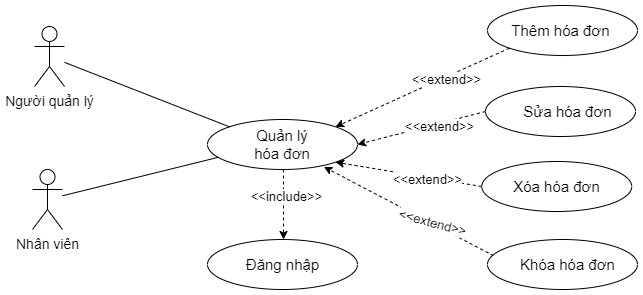 Thêm hóa đơn
<<extend>>
Người quản lý
Sửa hóa đơn
<<extend>>
Quản lý
hóa đơn
Xóa hóa đơn
<<extend>>
<<include>>
<<extend>>
Nhân viên
Đăng nhập
Khóa hóa đơn